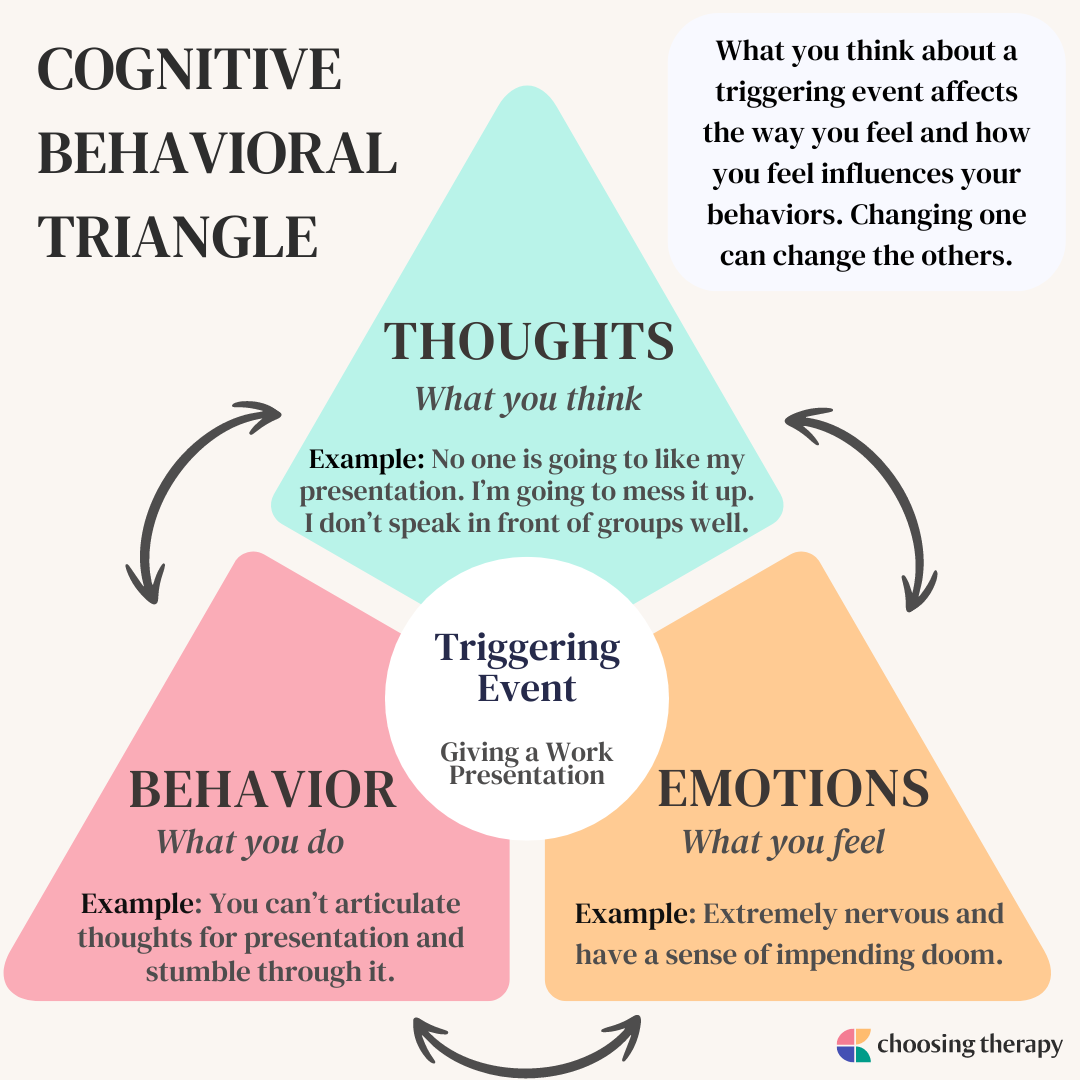 COGNITIVE
BEHAVIORAL
TRIANGLE
What you think about a
triggering event affects
the way you feel and how
you feel influences your
behaviors. Changing one
can change the others.
THOUGHTS
What you think
Example: No one is going to like my
presentation. I'm going to mess it up.
I don't speak in front of groups well.
Triggering
Event
Giving a Work
Presentation
BEHAVIOR
What you do
Example: You can't articulate
thoughts for presentation and
stumble through it.
EMOTIONS
What you feel
Example: Extremely nervous and
have a sense of impending doom.
choosing therapy